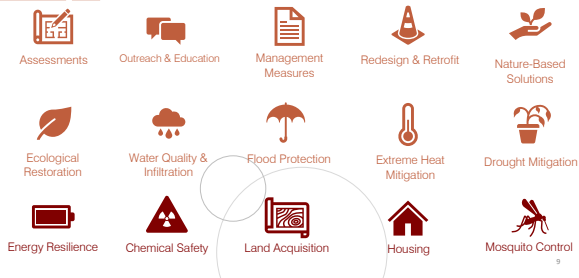 Assessments
Outreach & Education
Management
Measures
Redesign & Retrofit
Nature-Based
Solutions
Ecological
Restoration
Water Quality &
Infiltration
Flood Protection
Extreme Heat
Mitigation
Drought Mitigation
Energy Resilience
Chemical Safety
Land Acquisition
Housing
Mosquito Control
9